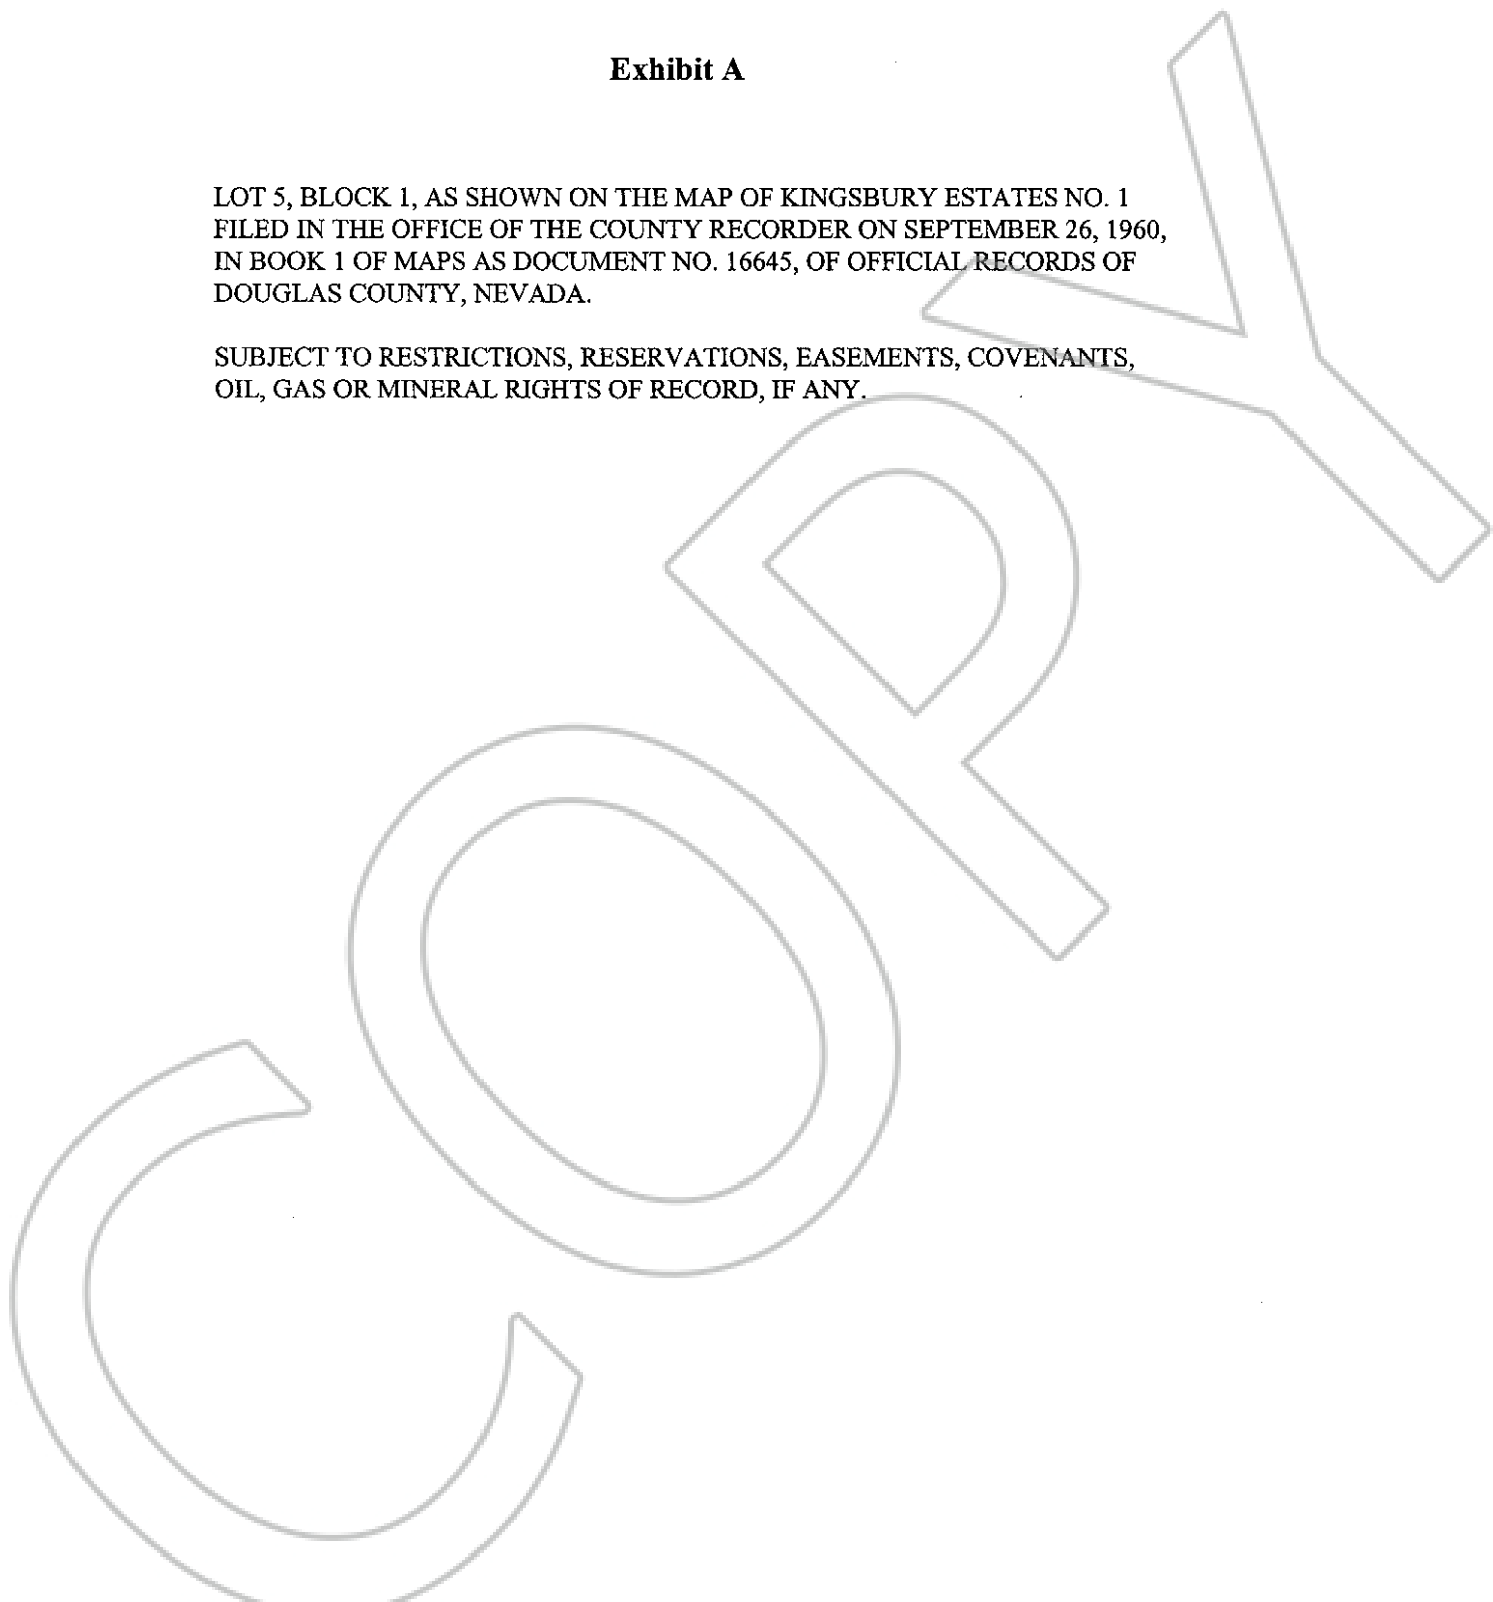 Exhibit A
LOT 5, BLOCK 1, AS SHOWN ON THE MAP OF KINGSBURY ESTATES NO. 1
FILED IN THE OFFICE OF THE COUNTY RECORDER ON SEPTEMBER 26, 1960,
IN BOOK 1 OF MAPS AS DOCUMENT NO. 16645, OF OFFICIAL RECORDS OF
DOUGLAS COUNTY, NEVADA.
SUBJECT TO RESTRICTIONS, RESERVATIONS, EASEMENTS, COVENANTS,
OIL, GAS OR MINERAL RIGHTS OF RECORD, IF ANY.
COPY